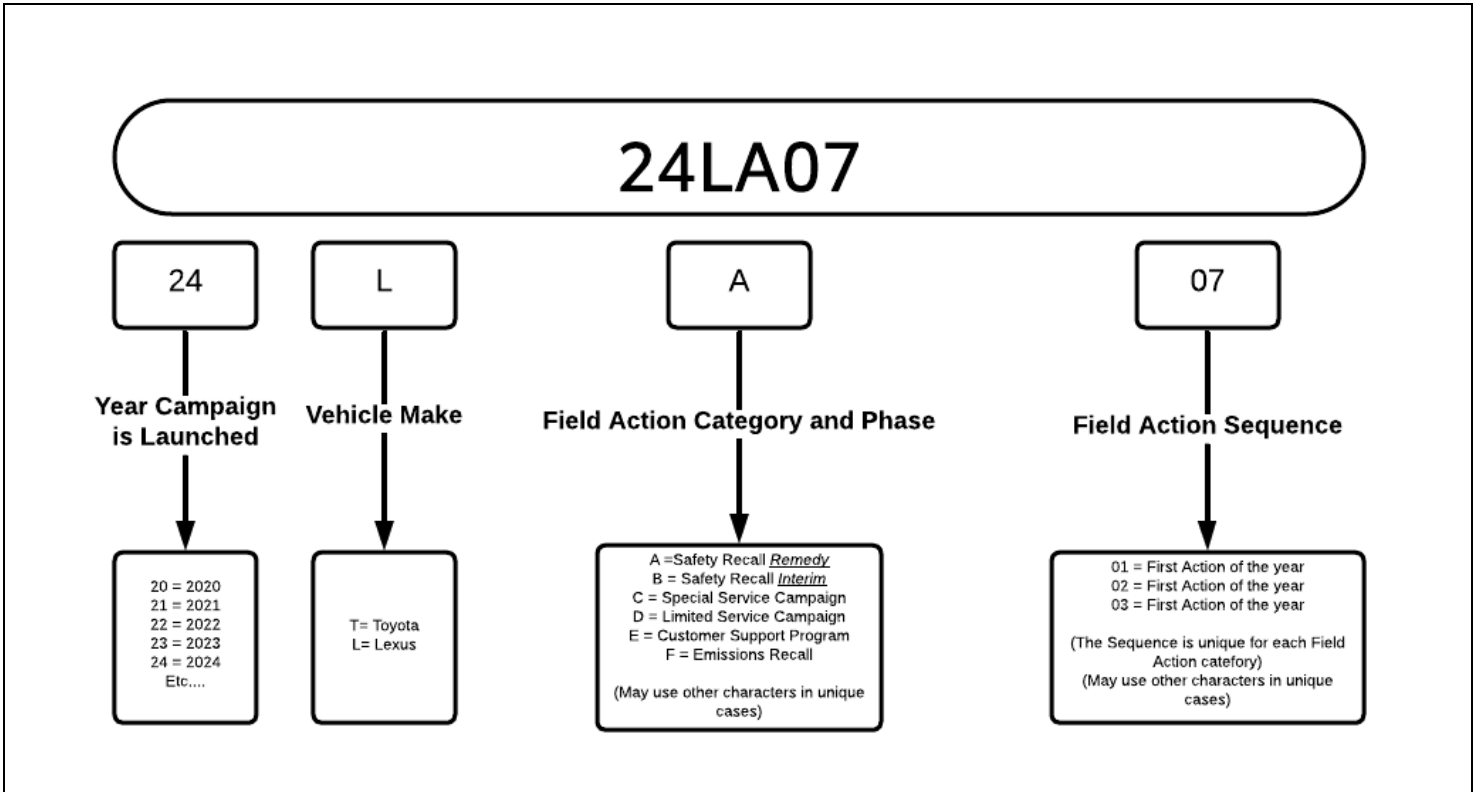 24LA07
24
L
A
07
Year Campaign
is Launched
Vehicle Make
Field Action Category and Phase
Field Action Sequence
20 = 2020
21 = 2021
22 = 2022
23 = 2023
24 = 2024
Etc....
T= Toyota
L= Lexus
A =Safety Recall Remedy
B = Safety Recall Interim
C = Special Service Campaign
D = Limited Service Campaign
E = Customer Support Program
F = Emissions Recall
(May use other characters in unique
cases)
01 = First Action of the year
02 = First Action of the year
03 = First Action of the year
(The Sequence is unique for each Field
Action catefory)
(May use other characters in unique
cases)